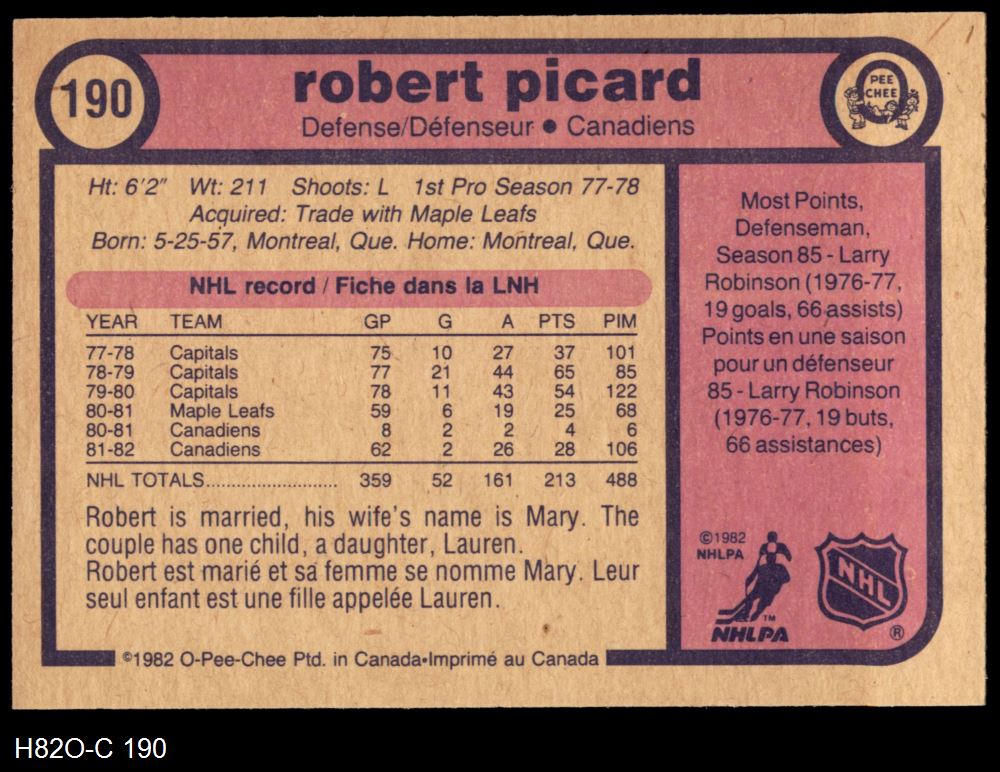 190
robert picard
PEE
CHEE
Defense/Défenseur • Canadiens
Ht: 6'2" Wt: 211 Shoots: L 1st Pro Season 77-78
Acquired: Trade with Maple Leafs
Born: 5-25-57, Montreal, Que. Home: Montreal, Que.
NHL record / Fiche dans la LNH
YEAR TEAM GP G A PTS PIM
77-78 Capitals 75 10 27 37 101
78-79 Capitals 77 21 44 65 85
79-80 Capitals 78 11 43 54 122
80-81 Maple Leafs 59 6 19 25 68
80-81 Canadiens 8 2 2 4 6
81-82 Canadiens 62 2 26 28 106
NHL TOTALS........................ 359 52 161 213 488
Robert is married, his wife's name is Mary. The
couple has one child, a daughter, Lauren.
Robert est marié et sa femme se nomme Mary. Leur
seul enfant est une fille appelée Lauren.
©1982 O-Pee-Chee Ptd. in Canada•Imprimé au Canada
Most Points,
Defenseman,
Season 85 - Larry
Robinson (1976-77,
19 goals, 66 assists)
Points en une saison
pour un défenseur
85 - Larry Robinson
(1976-77, 19 buts,
66 assistances)
©1982
NHLPA
TM
NHLPA
NHL
®
H82O-C 190